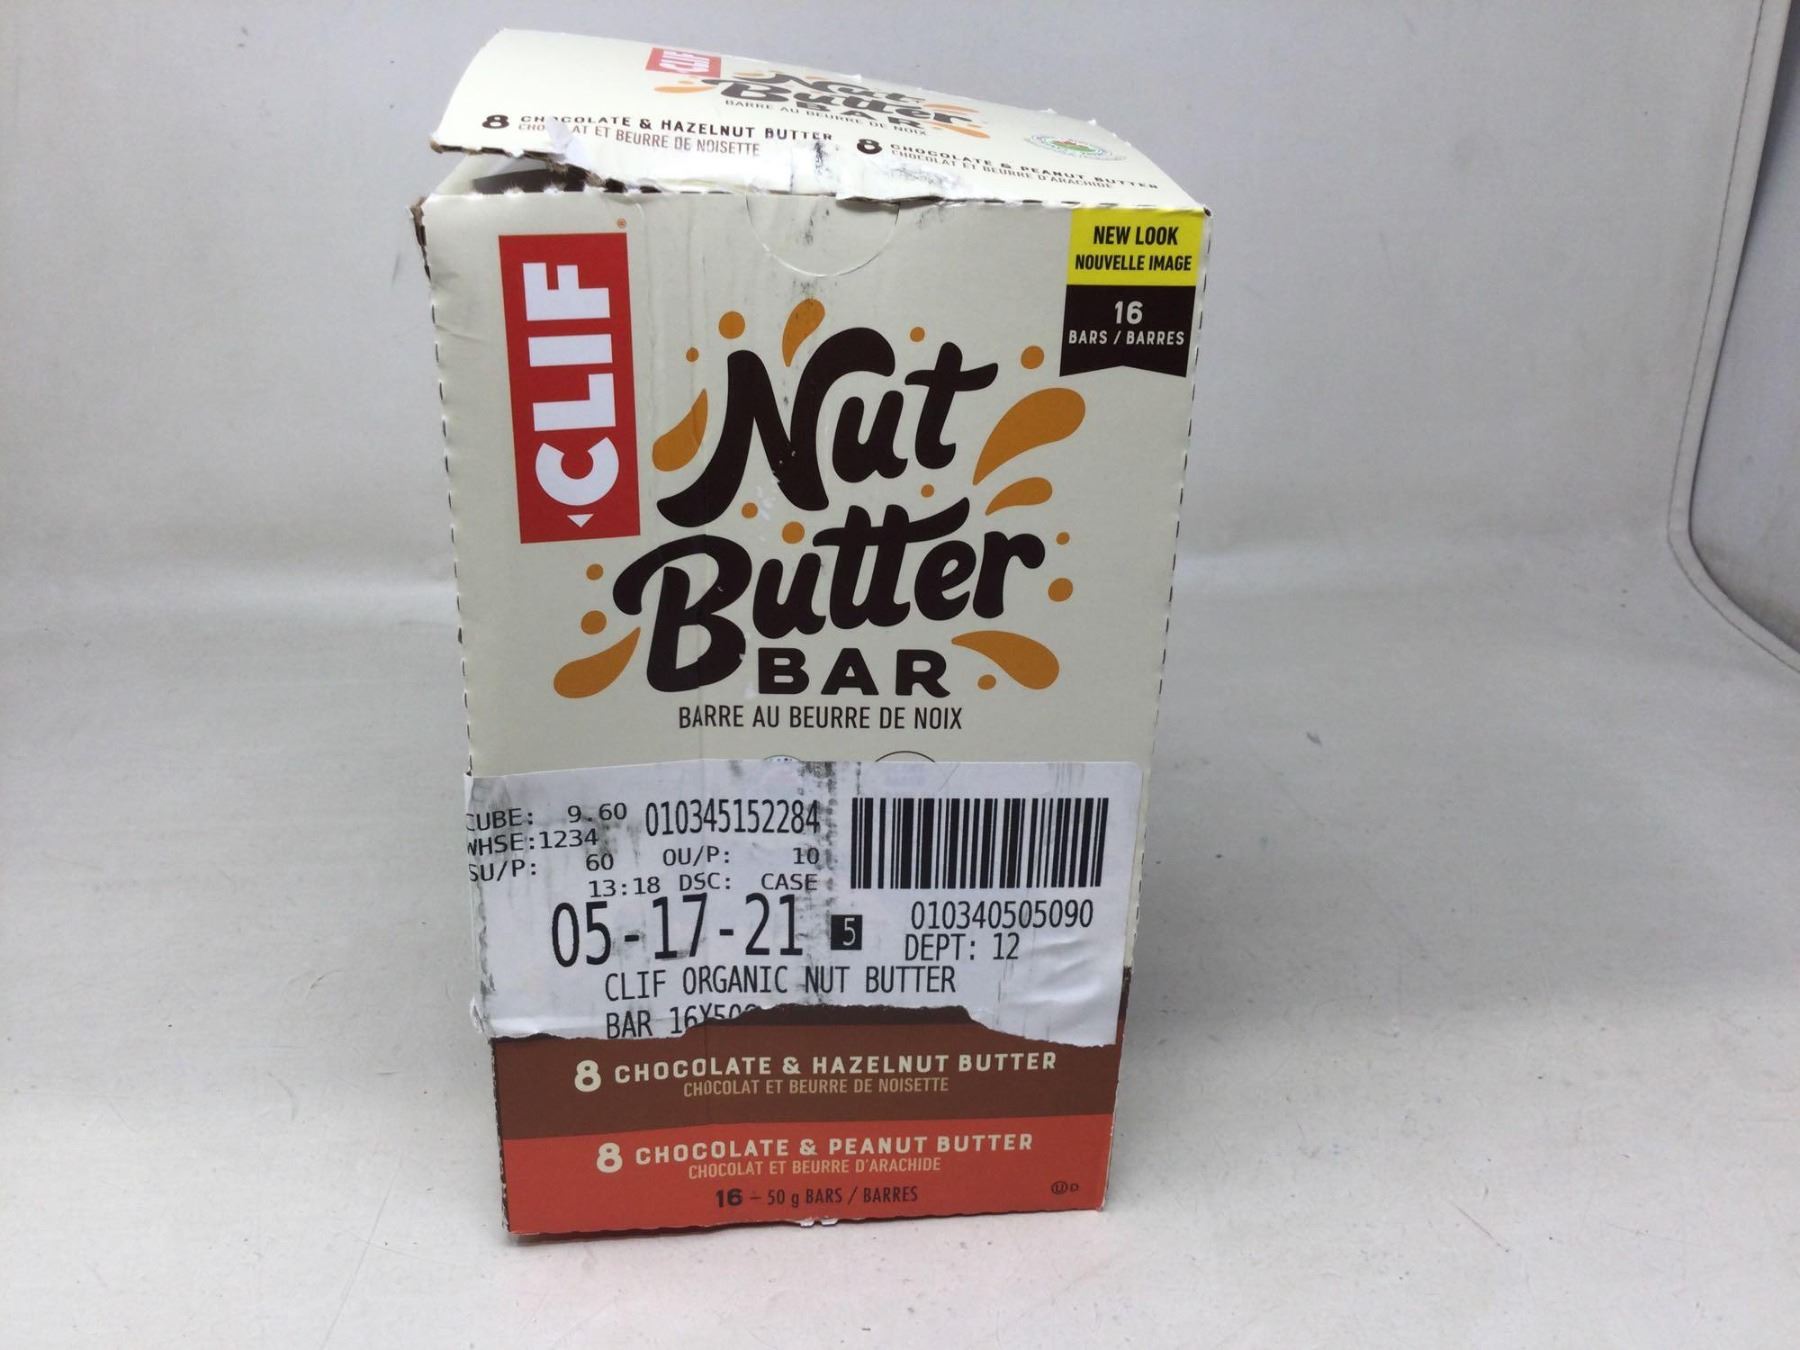 CLIF
Nut
Butter
BAR
BARRE AU BEURRE DE NOIX
8 CHOCOLATE & HAZELNUT BUTTER
CHOCOLAT ET BEURRE DE NOISETTE
8 CHOCOLATE & PEANUT BUTTER
CHOCOLAT ET BEURRE D'ARACHIDE
CLIF
NEW LOOK
NOUVELLE IMAGE
16
BARS / BARRES
Nut
Butter
BAR
BARRE AU BEURRE DE NOIX
CUBE: 9.60 010345152284
WHSE:1234
SU/P: 60 OU/P: 10
13:18 DSC: CASE
05-17-21 5
010340505090
DEPT: 12
CLIF ORGANIC NUT BUTTER
BAR 16X50
8 CHOCOLATE & HAZELNUT BUTTER
CHOCOLAT ET BEURRE DE NOISETTE
8 CHOCOLATE & PEANUT BUTTER
CHOCOLAT ET BEURRE D'ARACHIDE
16 – 50 g BARS / BARRES
U D